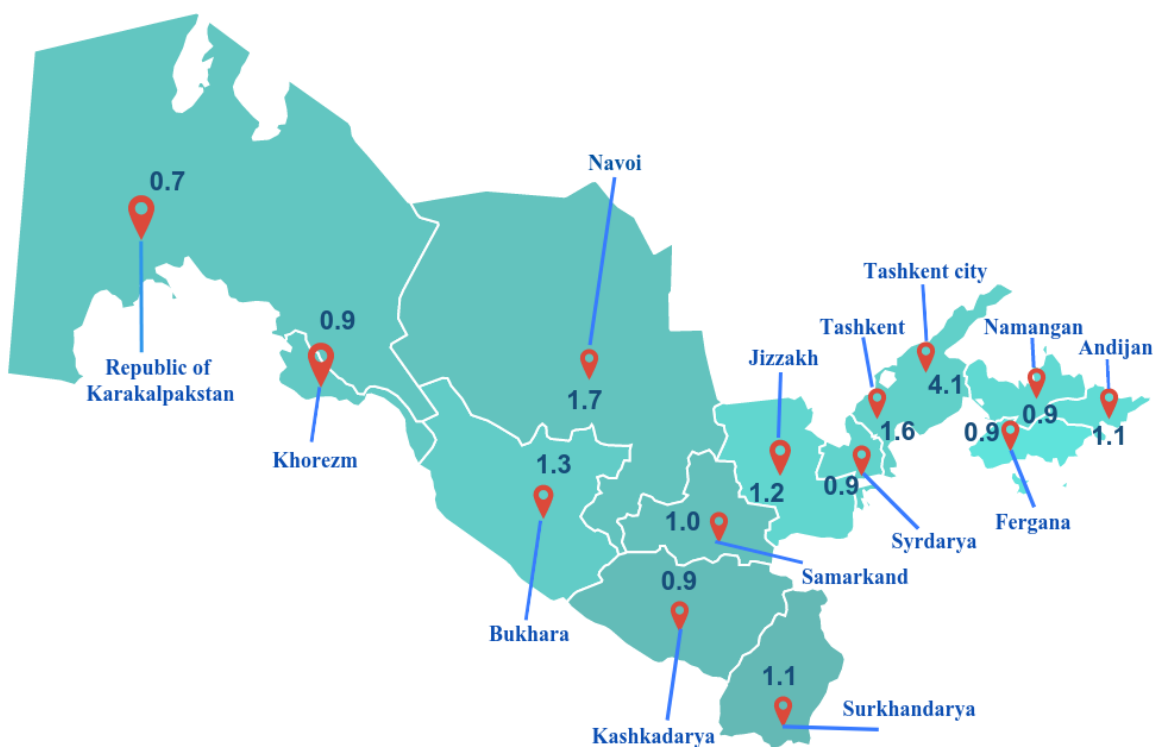 Navoi
0.7
Tashkent city
0.9
Tashkent
Namangan
Andijan
Jizzakh
Republic of
Karakalpakstan
4.1
1.7
0.9
1.6
0.9
1.1
Khorezm
1.3
1.2
0.9
Fergana
1.0
Syrdarya
Samarkand
0.9
Bukhara
1.1
Surkhandarya
Kashkadarya